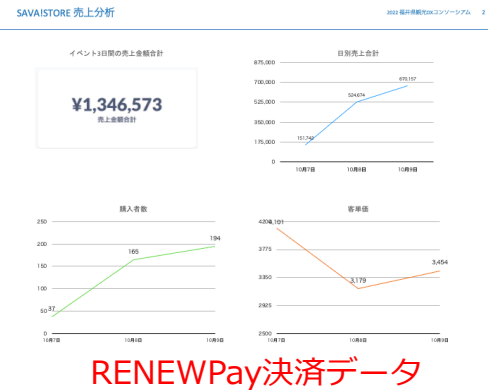 SAVA!STORE 売上分析
2022 福井県観光DXコンソーシアム 2
イベント3日間の売上金額合計
¥1,346,573
売上金額合計
日別売上合計
875,000
700,000
525,000
350,000
175,000
0
151,742
524,674
670,157
10月7日 10月8日 10月9日
購入者数
250
200
150
100
50
0
37
165
194
10月7日 10月8日 10月9日
客単価
4200
3775
3350
2925
2500
4,101
3,179
3,454
10月7日 10月8日 10月9日
RENEWPay決済データ